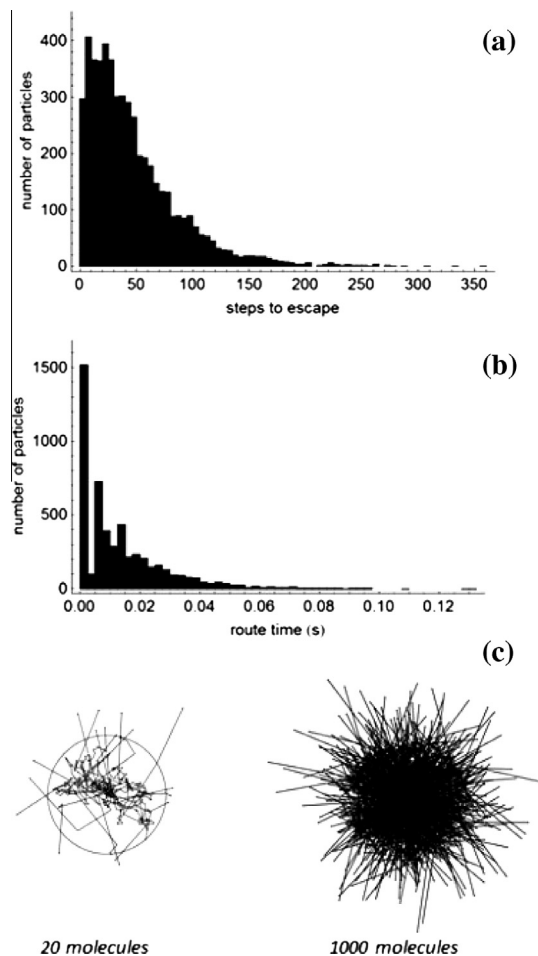 (a)
number of particles
400
300
200
100
0
0 50 100 150 200 250 300 350
steps to escape
(b)
number of particles
1500
1000
500
0
0.00 0.02 0.04 0.06 0.08 0.10 0.12
route time (s)
(c)
20 molecules 1000 molecules